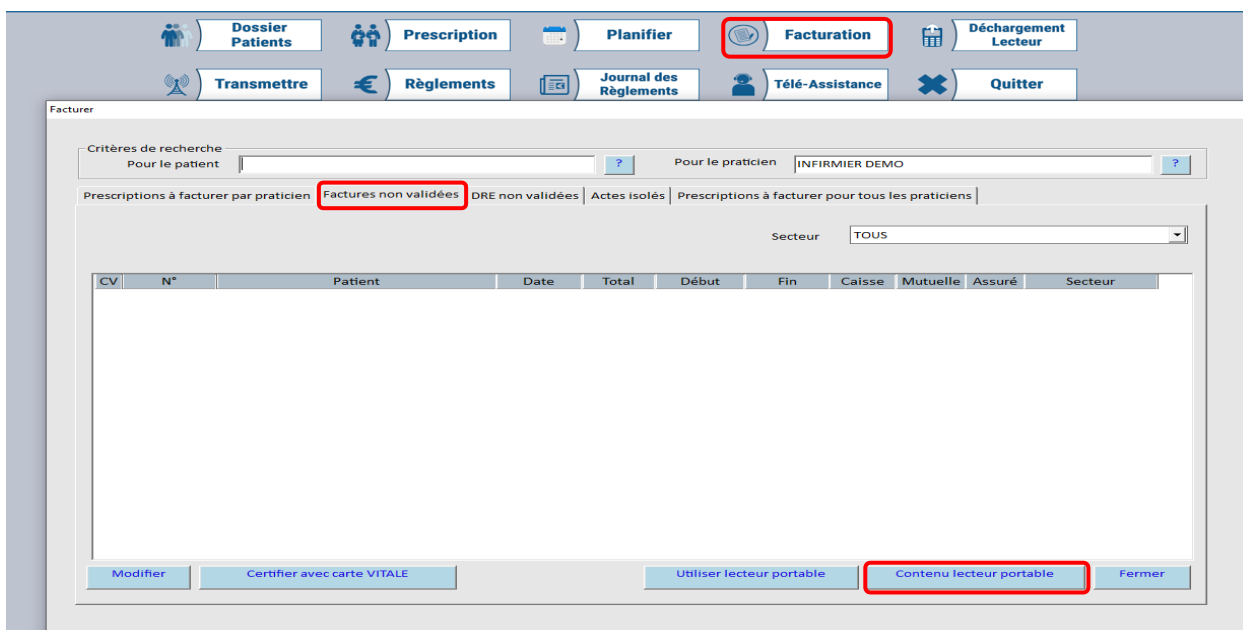 Dossier Patients
Prescription
Planifier
Facturation
Déchargement Lecteur
Transmettre
Règlements
Journal des Règlements
Télé-Assistance
Quitter
Facturer
Critères de recherche
Pour le patient ? Pour le praticien INFIRMIER DEMO ?
Prescriptions à facturer par praticien Factures non validées DRE non validées Actes isolés Prescriptions à facturer pour tous les praticiens
Secteur TOUS
CV N° Patient Date Total Début Fin Caisse Mutuelle Assuré Secteur
Modifier Certifier avec carte VITALE Utiliser lecteur portable Contenu lecteur portable Fermer